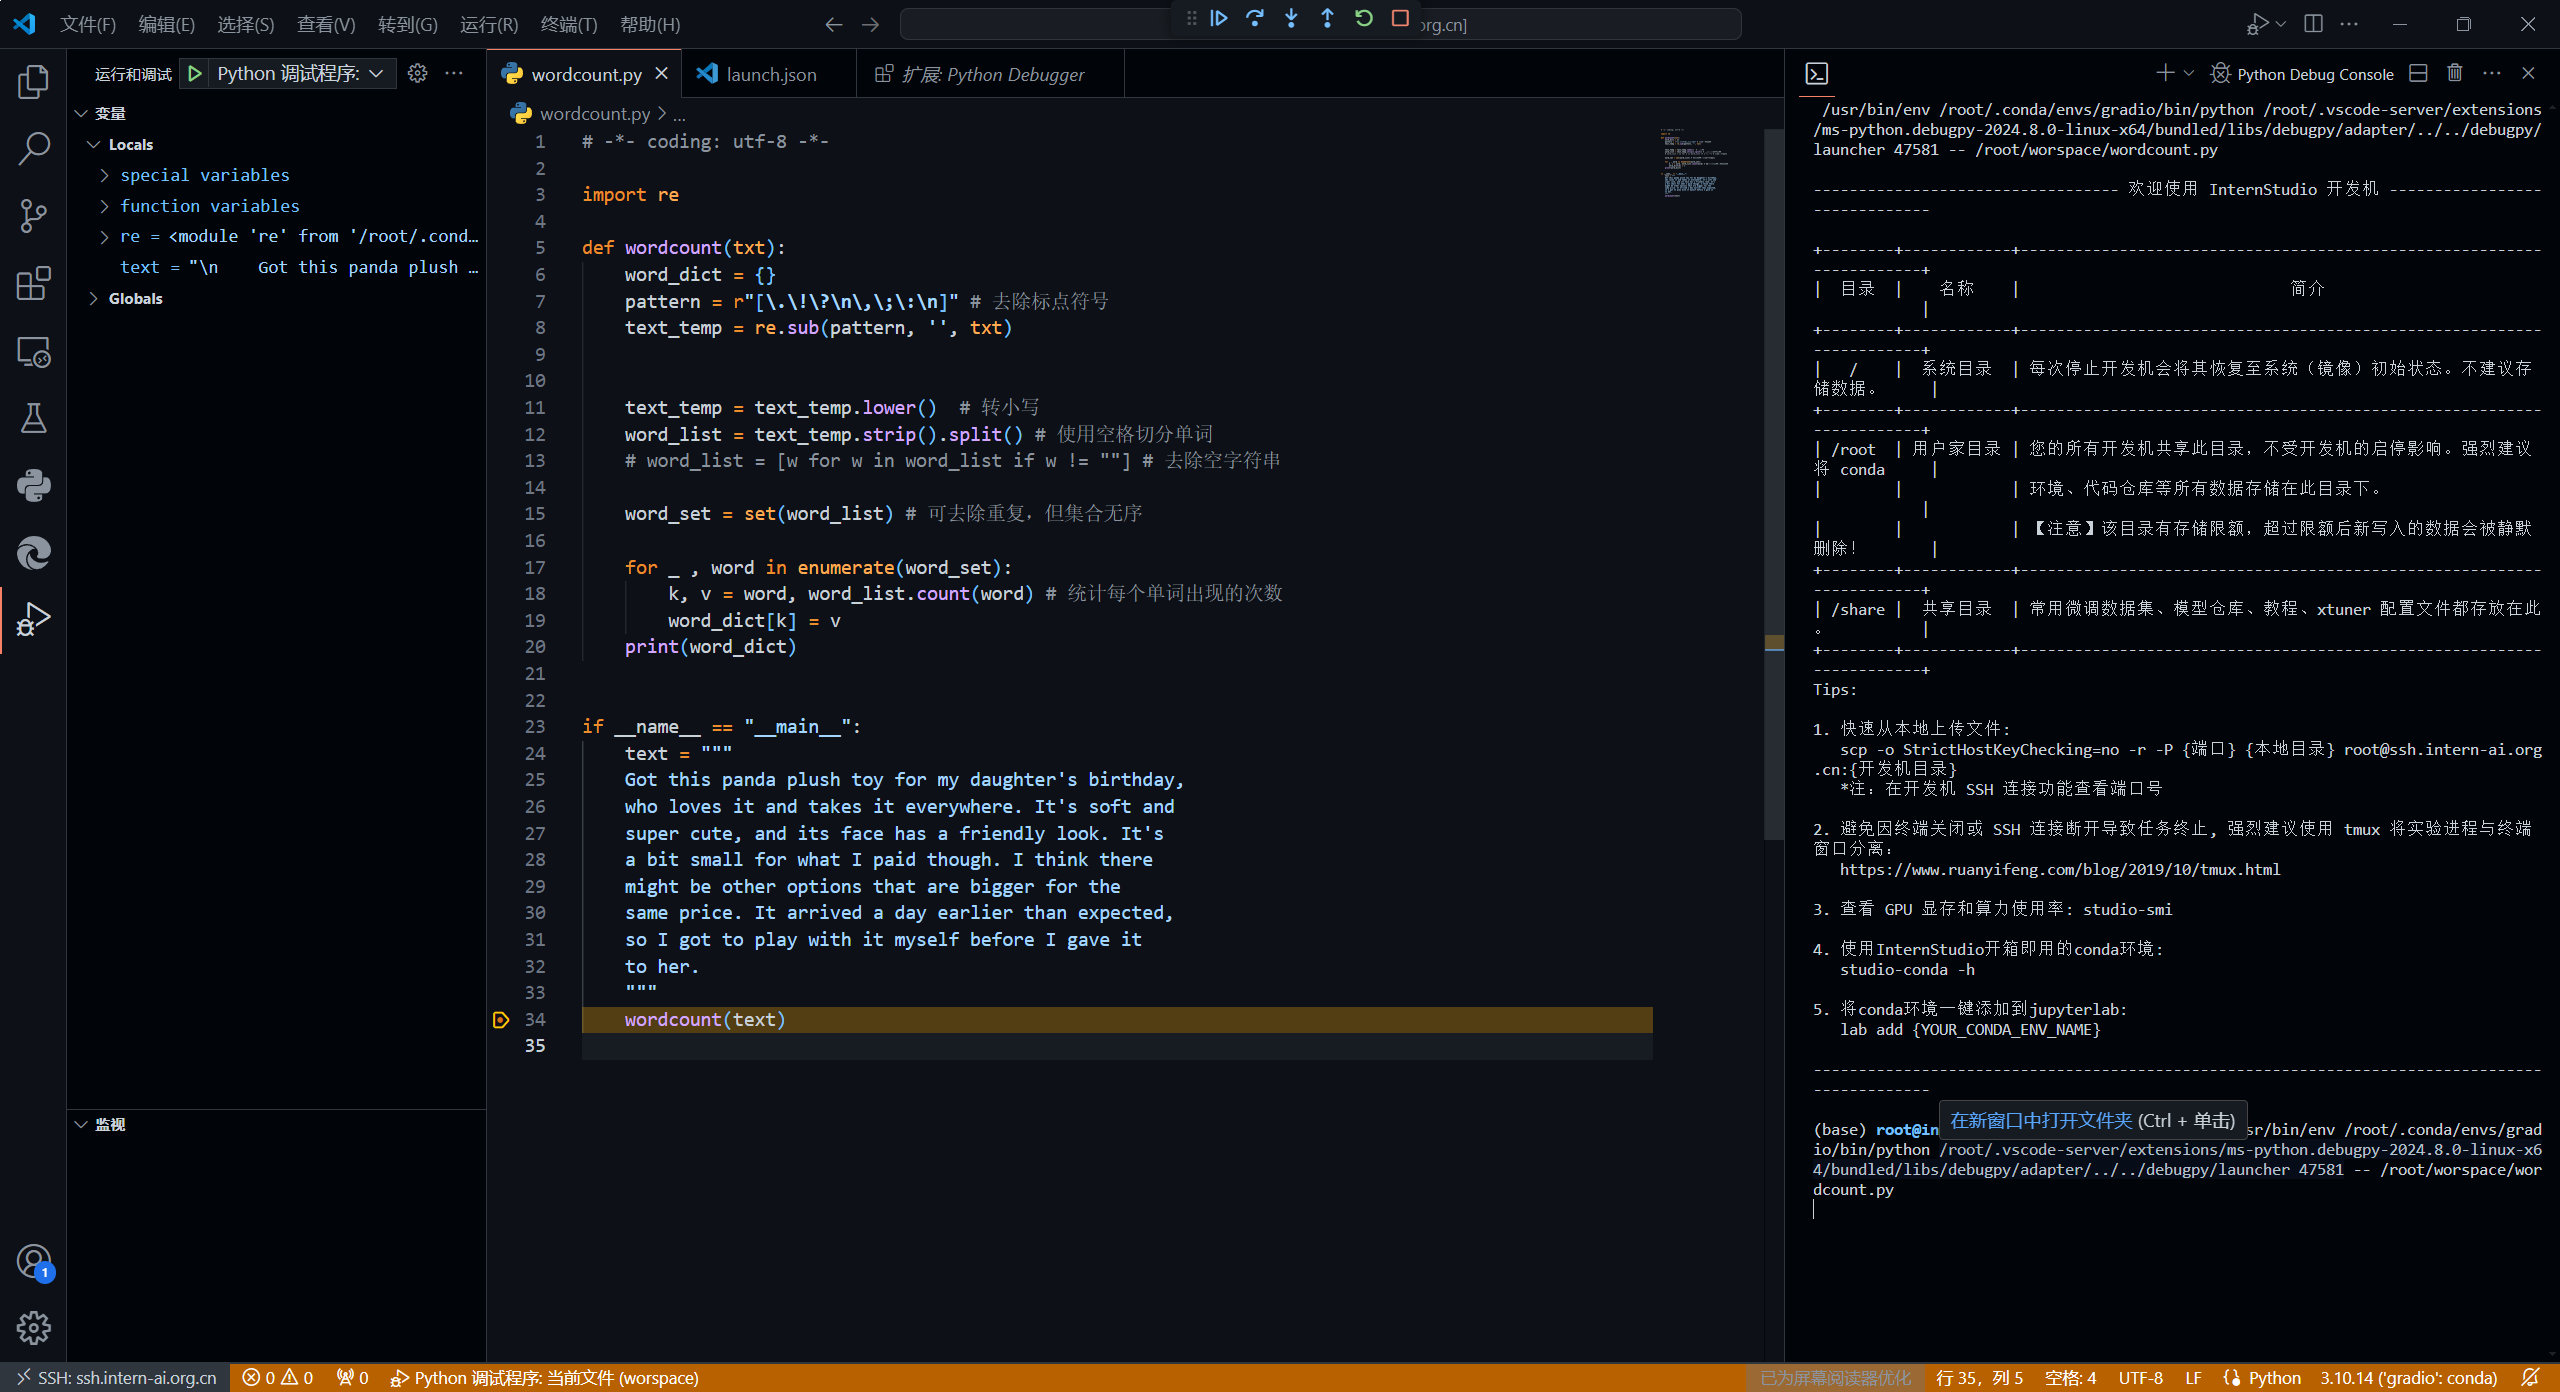 文件(F) 编辑(E) 选择(S) 查看(V) 转到(G) 运行(R) 终端(T) 帮助(H)
org.cn]
运行和调试 Python 调试程序:
变量
Locals
special variables
function variables
re = <module 're' from '/root/.cond…
text = "\n    Got this panda plush …
Globals
监视
wordcount.py
launch.json
扩展: Python Debugger
wordcount.py > ...
1 # -*- coding: utf-8 -*-
2
3 import re
4
5 def wordcount(txt):
6     word_dict = {}
7     pattern = r"[\.\!\?\n\,\;\:\n]" # 去除标点符号
8     text_temp = re.sub(pattern, '', txt)
9
10
11     text_temp = text_temp.lower()  # 转小写
12     word_list = text_temp.strip().split() # 使用空格切分单词
13     # word_list = [w for w in word_list if w != ""] # 去除空字符串
14
15     word_set = set(word_list) # 可去除重复，但集合无序
16
17     for _ , word in enumerate(word_set):
18         k, v = word, word_list.count(word) # 统计每个单词出现的次数
19         word_dict[k] = v
20     print(word_dict)
21
22
23 if __name__ == "__main__":
24     text = """
25     Got this panda plush toy for my daughter's birthday,
26     who loves it and takes it everywhere. It's soft and
27     super cute, and its face has a friendly look. It's
28     a bit small for what I paid though. I think there
29     might be other options that are bigger for the
30     same price. It arrived a day earlier than expected,
31     so I got to play with it myself before I gave it
32     to her.
33     """
34     wordcount(text)
35
Python Debug Console
/usr/bin/env /root/.conda/envs/gradio/bin/python /root/.vscode-server/extensions
/ms-python.debugpy-2024.8.0-linux-x64/bundled/libs/debugpy/adapter/../../debugpy/
launcher 47581 -- /root/worspace/wordcount.py
---------------------------------- 欢迎使用 InternStudio 开发机 -----------------
-------------
+--------+------------+----------------------------------------------------------
------------+
|  目录  |    名称    |                              简介
            |
+--------+------------+----------------------------------------------------------
------------+
|   /    |  系统目录  | 每次停止开发机会将其恢复至系统（镜像）初始状态。不建议存
储数据。      |
+--------+------------+----------------------------------------------------------
------------+
| /root  | 用户家目录 | 您的所有开发机共享此目录，不受开发机的启停影响。强烈建议
将 conda     |
|        |            | 环境、代码仓库等所有数据存储在此目录下。
            |
|        |            | 【注意】该目录有存储限额，超过限额后新写入的数据会被静默
删除！        |
+--------+------------+----------------------------------------------------------
------------+
| /share |  共享目录  | 常用微调数据集、模型仓库、教程、xtuner 配置文件都存放在此
。           |
+--------+------------+----------------------------------------------------------
------------+
Tips:
1. 快速从本地上传文件：
   scp -o StrictHostKeyChecking=no -r -P {端口} {本地目录} root@ssh.intern-ai.org
.cn:{开发机目录}
   *注：在开发机 SSH 连接功能查看端口号
2. 避免因终端关闭或 SSH 连接断开导致任务终止, 强烈建议使用 tmux 将实验进程与终端
窗口分离：
   https://www.ruanyifeng.com/blog/2019/10/tmux.html
3. 查看 GPU 显存和算力使用率: studio-smi
4. 使用InternStudio开箱即用的conda环境:
   studio-conda -h
5. 将conda环境一键添加到jupyterlab:
   lab add {YOUR_CONDA_ENV_NAME}
---------------------------------------------------------------------------------
-------------
在新窗口中打开文件夹 (Ctrl + 单击)
(base) root@in sr/bin/env /root/.conda/envs/grad
io/bin/python /root/.vscode-server/extensions/ms-python.debugpy-2024.8.0-linux-x6
4/bundled/libs/debugpy/adapter/../../debugpy/launcher 47581 -- /root/worspace/wor
dcount.py
1
SSH: ssh.intern-ai.org.cn 0 0 0 Python 调试程序: 当前文件 (worspace) 已为屏幕阅读器优化 行 35，列 5 空格: 4 UTF-8 LF Python 3.10.14 ('gradio': conda)